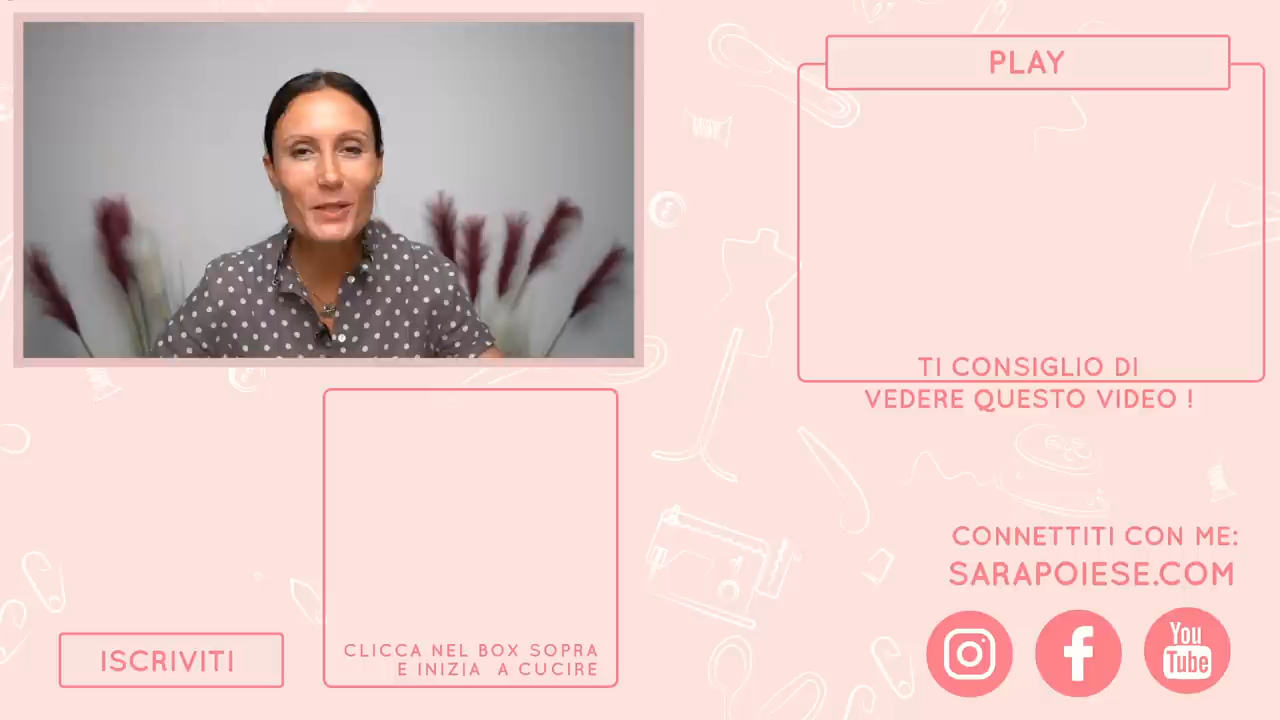 PLAY
TI CONSIGLIO DI
VEDERE QUESTO VIDEO !
CONNETTITI CON ME:
SARAPOIESE.COM
You
Tube
ISCRIVITI
CLICCA NEL BOX SOPRA
E INIZIA A CUCIRE